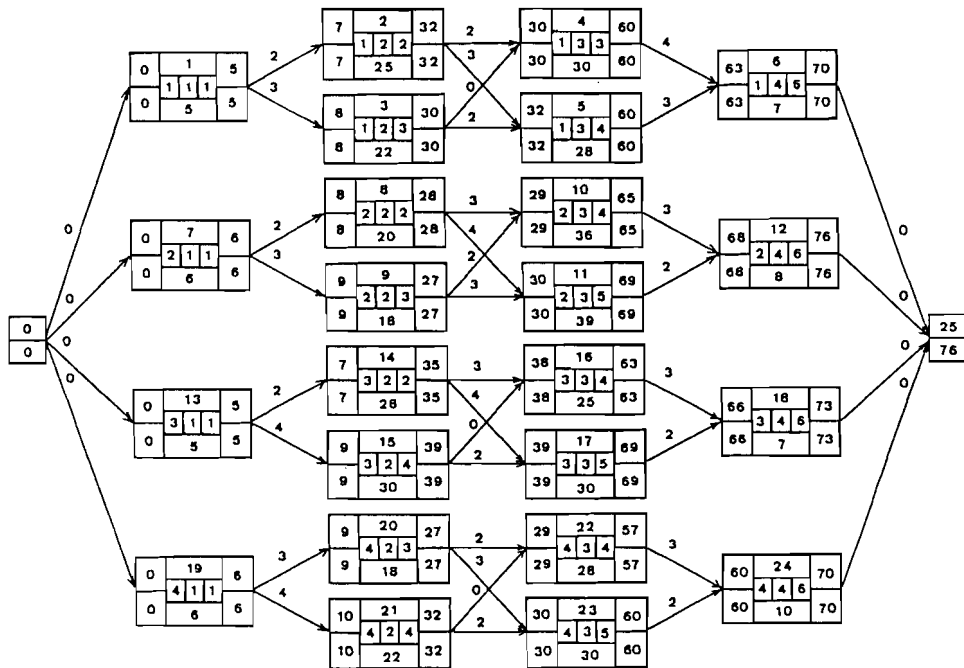 2 4
7 32 30 60
2 1 2 2 2 1 3 3 4
1 7 32 3 30 60 6
0 5 25 30 63 70
1 1 1 0 1 4 6
0 5 3 3 5 3 63 70
5 8 30 32 60 7
1 2 3 2 1 3 4
8 30 32 60
22 28
8 10
8 28 29 65
0 2 2 2 2 3 2 3 4 3 0
7 8 28 4 29 65 12
0 6 20 36 68 76
2 1 1 2 2 4 6
0 6 3 9 11 2 68 76
6 9 27 30 69 8
0 2 2 3 3 2 3 5 0
9 27 30 69
18 39
0 25
0 0 76
14 16
7 35 38 63 0
0 2 3 2 2 3 3 3 4 3
13 7 35 4 38 63 18
0 5 28 25 66 73
3 1 1 0 3 4 6 0
0 5 4 15 17 2 66 73
5 9 39 39 69 7
3 2 4 2 3 3 5
9 39 39 69
30 30
20 22
9 27 29 57
3 4 2 3 2 4 3 4 3
19 9 27 3 29 57 24
0 6 18 28 60 70
4 1 1 0 4 4 6
0 6 4 21 23 2 60 70
6 10 32 30 60 10
4 2 4 2 4 3 5
10 32 30 60
22 30